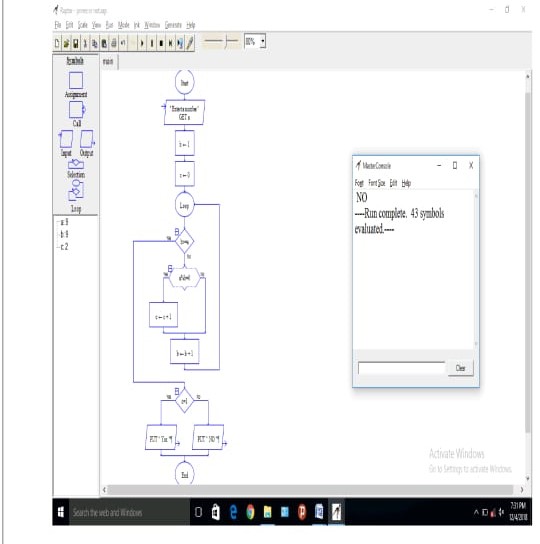 Raptor - prime or not.rap
File Edit Scale View Run Mode Ink Window Generate Help
80%
Symbols
main
Assignment
Call
Input Output
Selection
Loop
a: 8
b: 8
c: 2
Start
"Enter a number"
GET a
b ← 1
c ← 0
Loop
Yes
No
Yes
No
c ← c + 1
b ← b + 1
Yes
No
c=1
PUT " Yes "¶
PUT " NO "¶
End
MasterConsole
Font Font Size Edit Help
NO
----Run complete. 43 symbols
evaluated.----
Clear
Activate Windows
Go to Settings to activate Windows.
Search the web and Windows
7:31 PM
12/4/2018